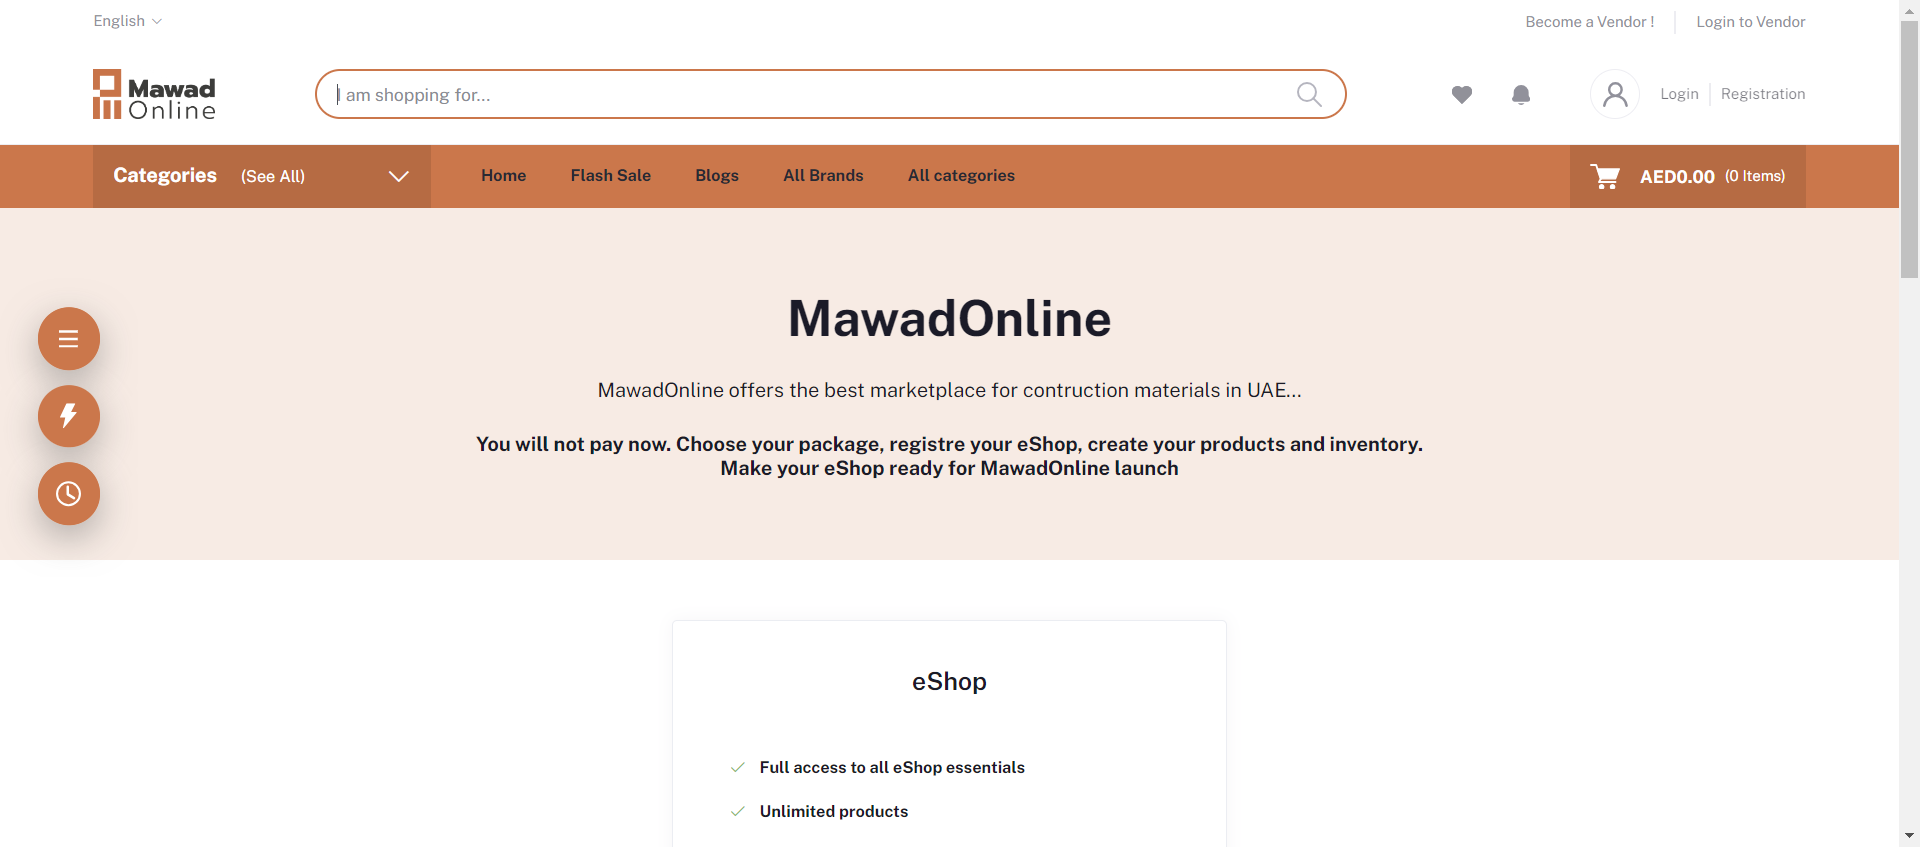 English
Become a Vendor !
Login to Vendor
Mawad
Online
I am shopping for...
Login
Registration
Categories (See All)
Home
Flash Sale
Blogs
All Brands
All categories
AED0.00 (0 Items)
MawadOnline
MawadOnline offers the best marketplace for contruction materials in UAE...
You will not pay now. Choose your package, registre your eShop, create your products and inventory.
Make your eShop ready for MawadOnline launch
eShop
Full access to all eShop essentials
Unlimited products